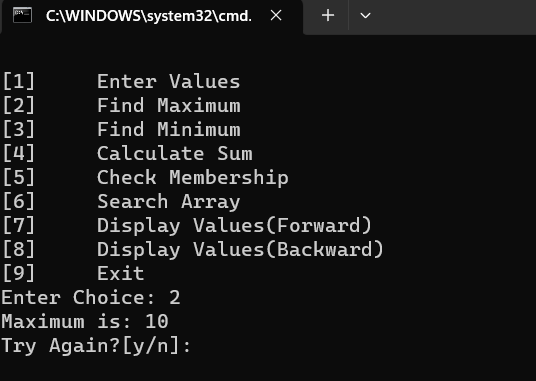 C:\WINDOWS\system32\cmd.
[1]     Enter Values
[2]     Find Maximum
[3]     Find Minimum
[4]     Calculate Sum
[5]     Check Membership
[6]     Search Array
[7]     Display Values(Forward)
[8]     Display Values(Backward)
[9]     Exit
Enter Choice: 2
Maximum is: 10
Try Again?[y/n]: